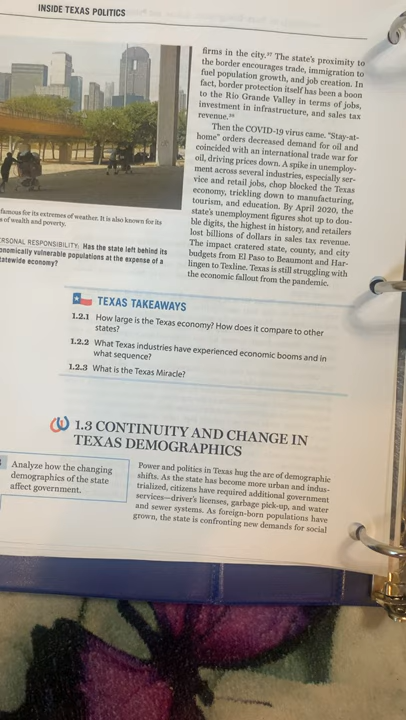 INSIDE TEXAS POLITICS
famous for its extremes of weather. It is also known for its
s of wealth and poverty.
RSONAL RESPONSIBILITY: Has the state left behind its
onomically vulnerable populations at the expense of a
tatewide economy?
firms in the city.27 The state's proximity to
the border encourages trade, immigration to
fuel population growth, and job creation. In
fact, border protection itself has been a boon
to the Rio Grande Valley in terms of jobs,
investment in infrastructure, and sales tax
revenue.28
Then the COVID-19 virus came. "Stay-at-
home" orders decreased demand for oil and
coincided with an international trade war for
oil, driving prices down. A spike in unemploy-
ment across several industries, especially ser-
vice and retail jobs, chop blocked the Texas
economy, trickling down to manufacturing,
tourism, and education. By April 2020, the
state's unemployment figures shot up to dou-
ble digits, the highest in history, and retailers
lost billions of dollars in sales tax revenue.
The impact cratered state, county, and city
budgets from El Paso to Beaumont and Har-
lingen to Texline. Texas is still struggling with
the economic fallout from the pandemic.
TEXAS TAKEAWAYS
1.2.1 How large is the Texas economy? How does it compare to other
states?
1.2.2 What Texas industries have experienced economic booms and in
what sequence?
1.2.3 What is the Texas Miracle?
1.3 CONTINUITY AND CHANGE IN
TEXAS DEMOGRAPHICS
Analyze how the changing
demographics of the state
affect government.
Power and politics in Texas hug the arc of demographic
shifts. As the state has become more urban and indus-
trialized, citizens have required additional government
services—driver's licenses, garbage pick-up, and water
and sewer systems. As foreign-born populations have
grown, the state is confronting new demands for social